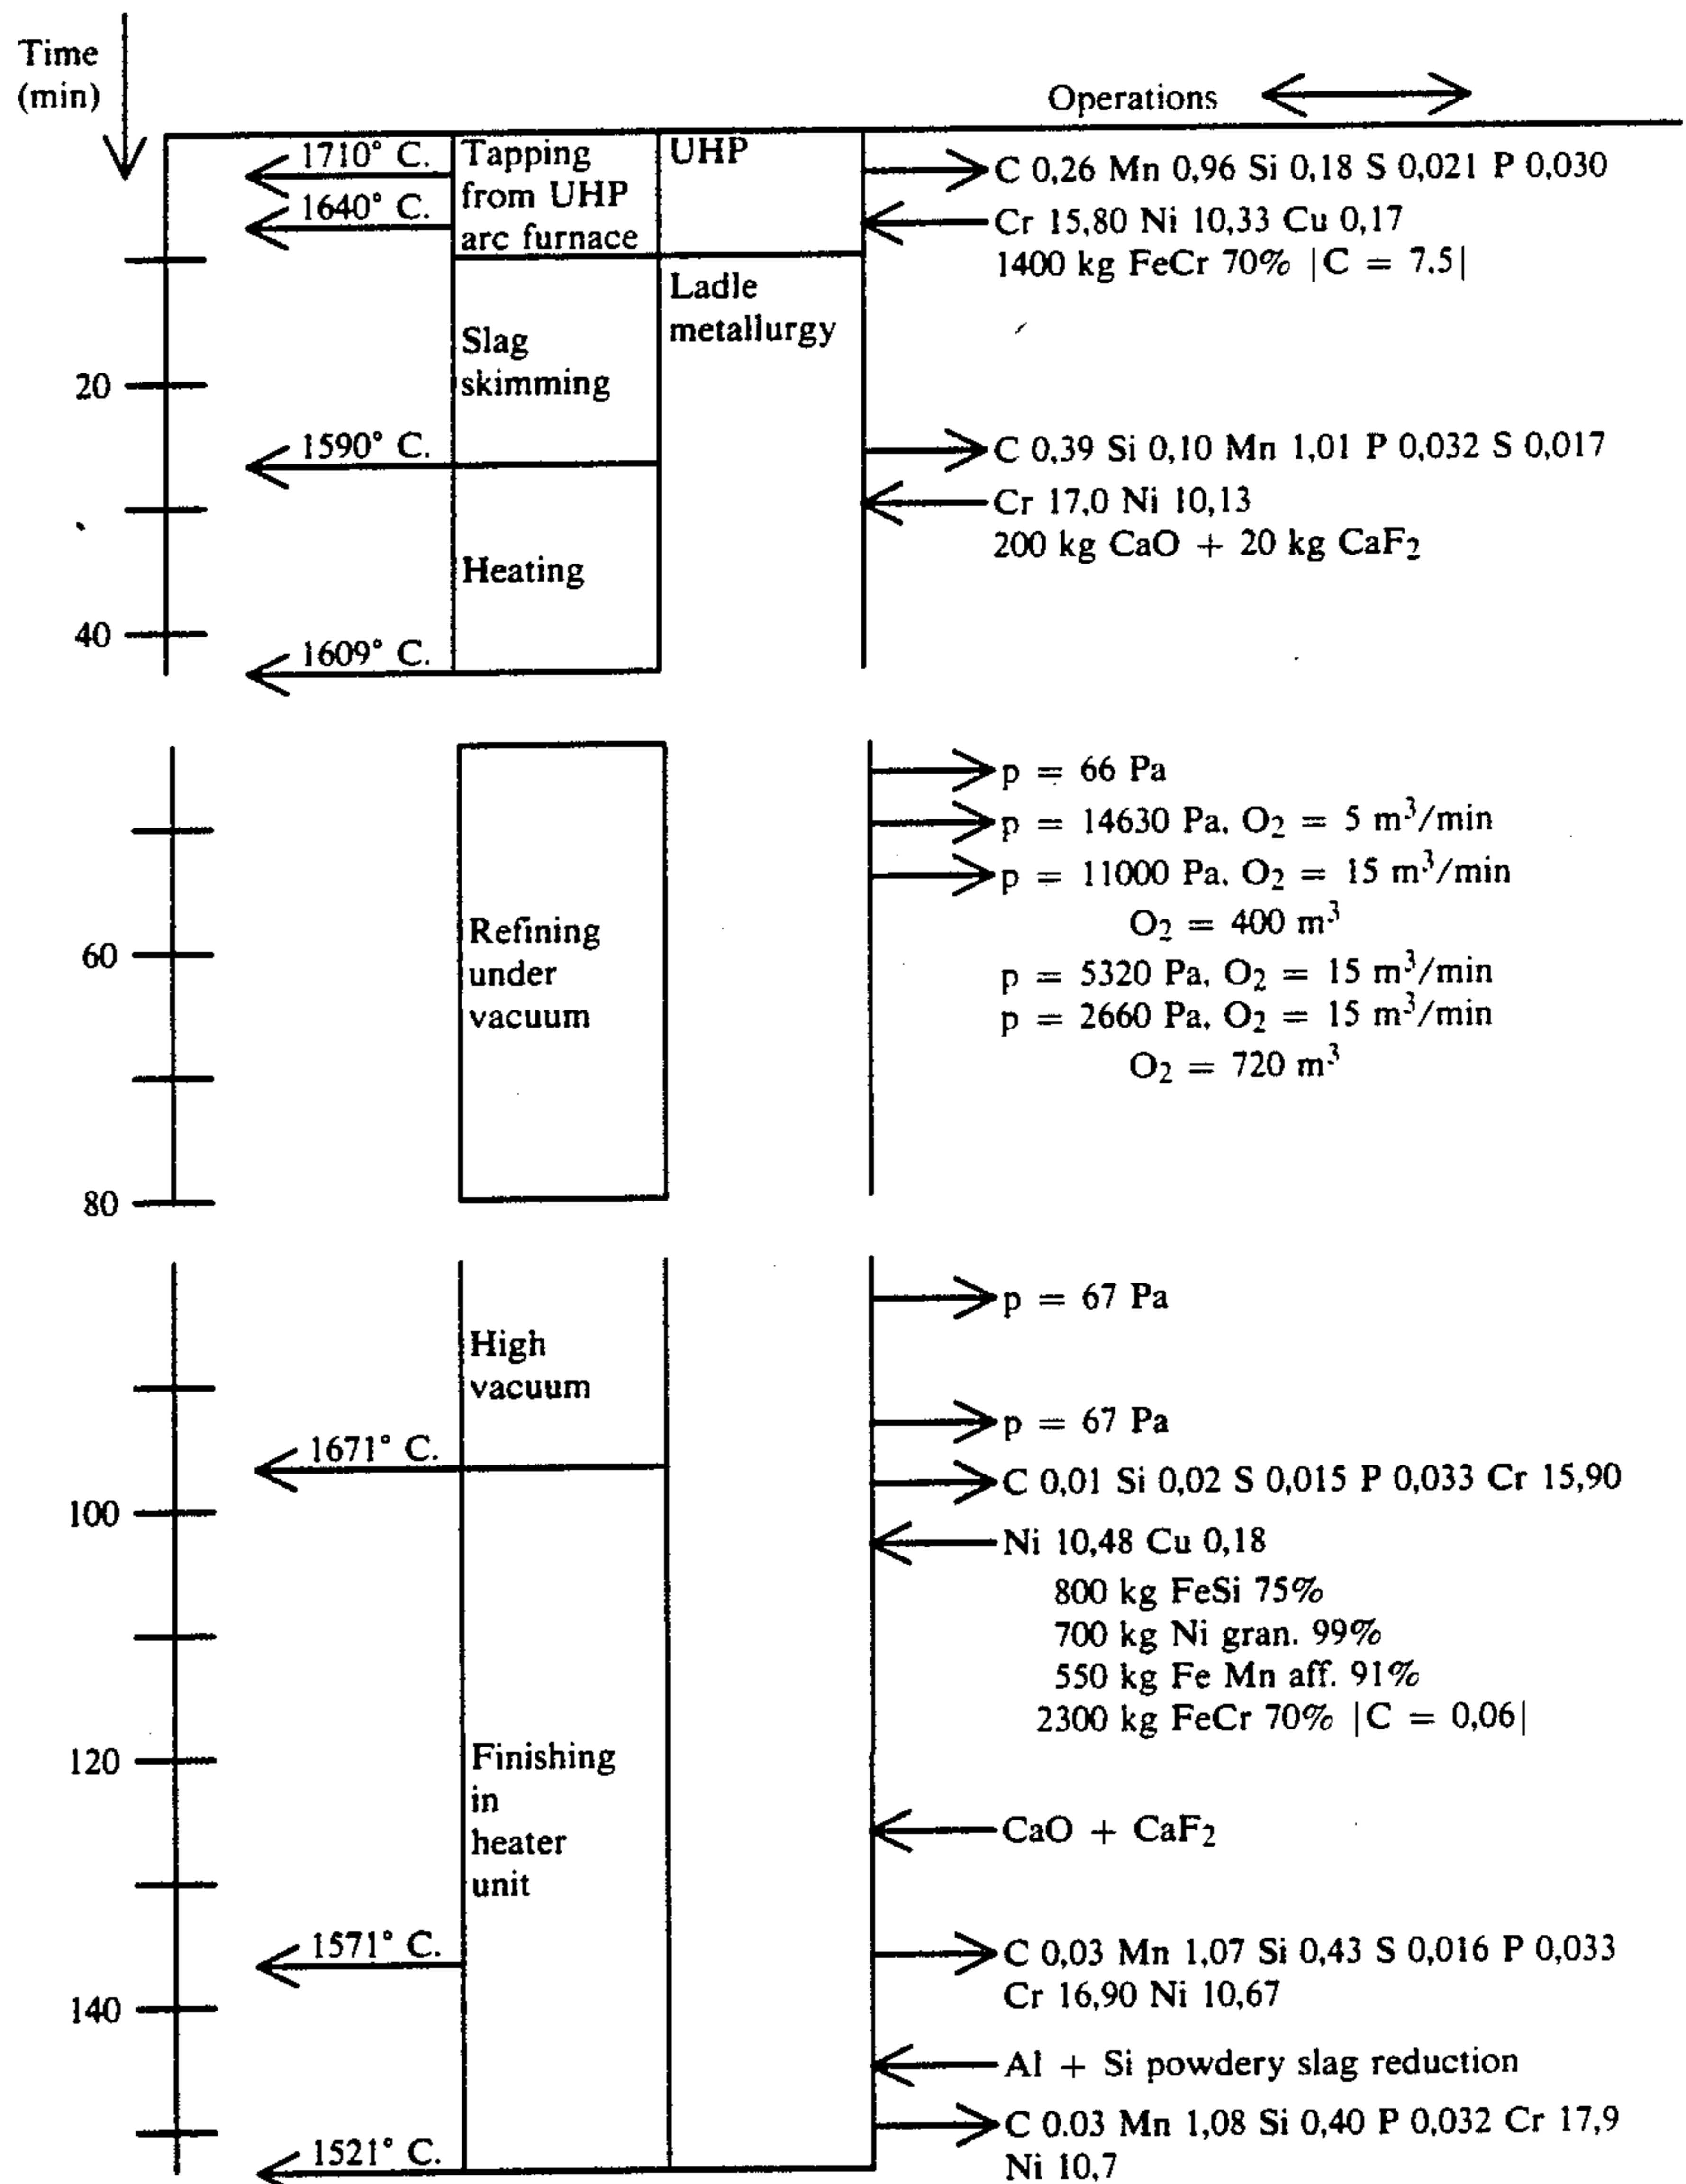 Time
(min)
Operations
1710° C.
Tapping
from UHP
arc furnace
UHP
C 0,26 Mn 0,96 Si 0,18 S 0,021 P 0,030
1640° C.
Cr 15,80 Ni 10,33 Cu 0,17
1400 kg FeCr 70% |C = 7.5|
Ladle
metallurgy
Slag
skimming
20
1590° C.
C 0,39 Si 0,10 Mn 1,01 P 0,032 S 0,017
Cr 17,0 Ni 10,13
200 kg CaO + 20 kg CaF2
Heating
40
1609° C.
p = 66 Pa
p = 14630 Pa, O2 = 5 m3/min
p = 11000 Pa, O2 = 15 m3/min
O2 = 400 m3
Refining
under
vacuum
60
p = 5320 Pa, O2 = 15 m3/min
p = 2660 Pa, O2 = 15 m3/min
O2 = 720 m3
80
p = 67 Pa
High
vacuum
p = 67 Pa
1671° C.
C 0,01 Si 0,02 S 0,015 P 0,033 Cr 15,90
100
Ni 10,48 Cu 0,18
800 kg FeSi 75%
700 kg Ni gran. 99%
550 kg Fe Mn aff. 91%
2300 kg FeCr 70% |C = 0,06|
120
Finishing
in
heater
unit
CaO + CaF2
1571° C.
C 0,03 Mn 1,07 Si 0,43 S 0,016 P 0,033
Cr 16,90 Ni 10,67
140
Al + Si powdery slag reduction
C 0.03 Mn 1,08 Si 0,40 P 0,032 Cr 17,9
Ni 10,7
1521° C.